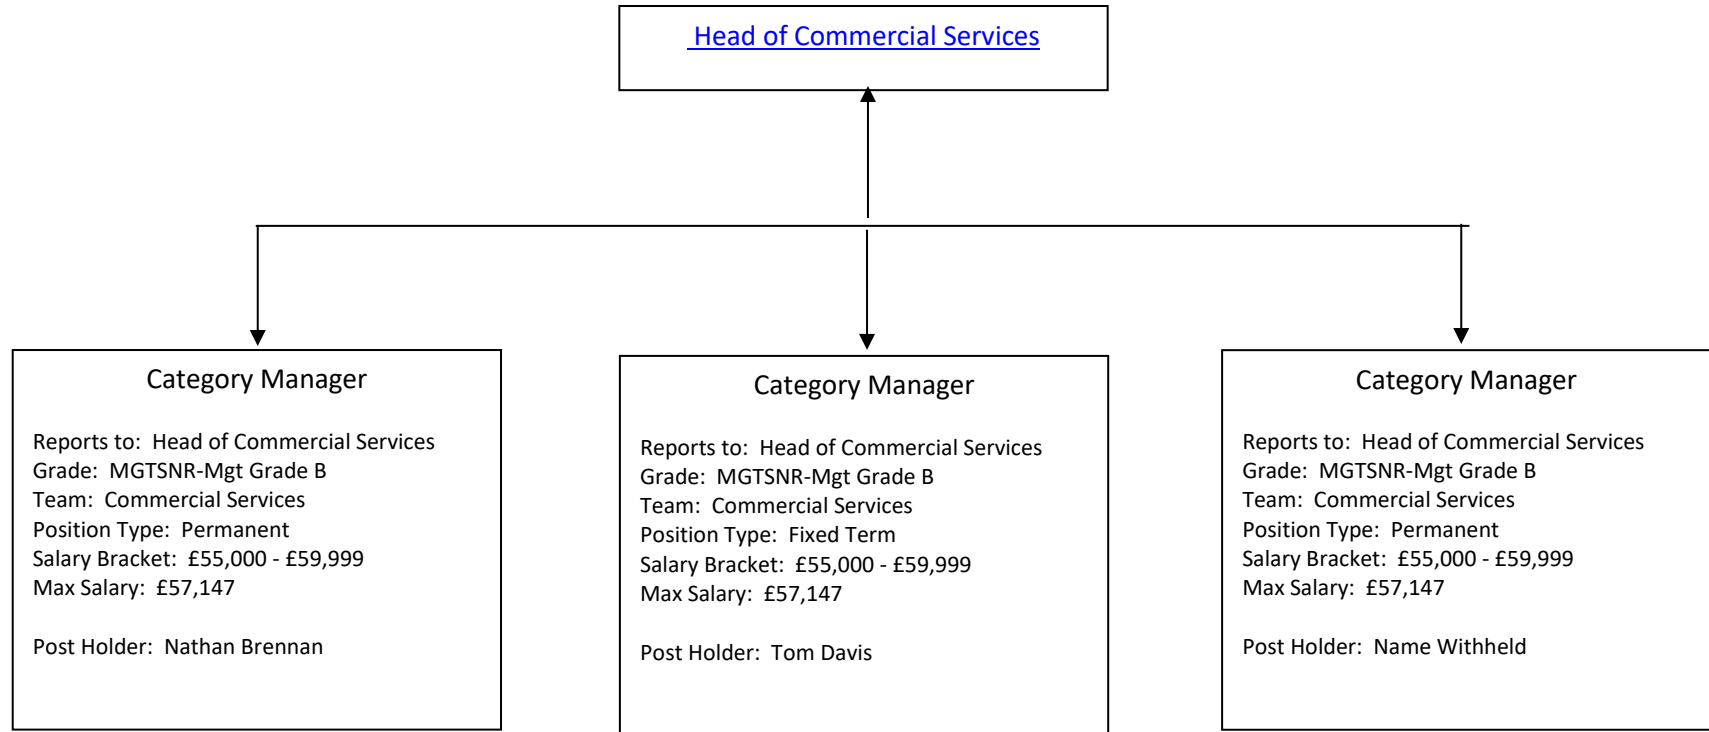 Head of Commercial Services
Category Manager
Reports to:  Head of Commercial Services
Grade:  MGTSNR-Mgt Grade B
Team:  Commercial Services
Position Type:  Permanent
Salary Bracket:  £55,000 - £59,999
Max Salary:  £57,147
Post Holder:  Nathan Brennan
Category Manager
Reports to:  Head of Commercial Services
Grade:  MGTSNR-Mgt Grade B
Team:  Commercial Services
Position Type:  Fixed Term
Salary Bracket:  £55,000 - £59,999
Max Salary:  £57,147
Post Holder:  Tom Davis
Category Manager
Reports to:  Head of Commercial Services
Grade:  MGTSNR-Mgt Grade B
Team:  Commercial Services
Position Type:  Permanent
Salary Bracket:  £55,000 - £59,999
Max Salary:  £57,147
Post Holder:  Name Withheld